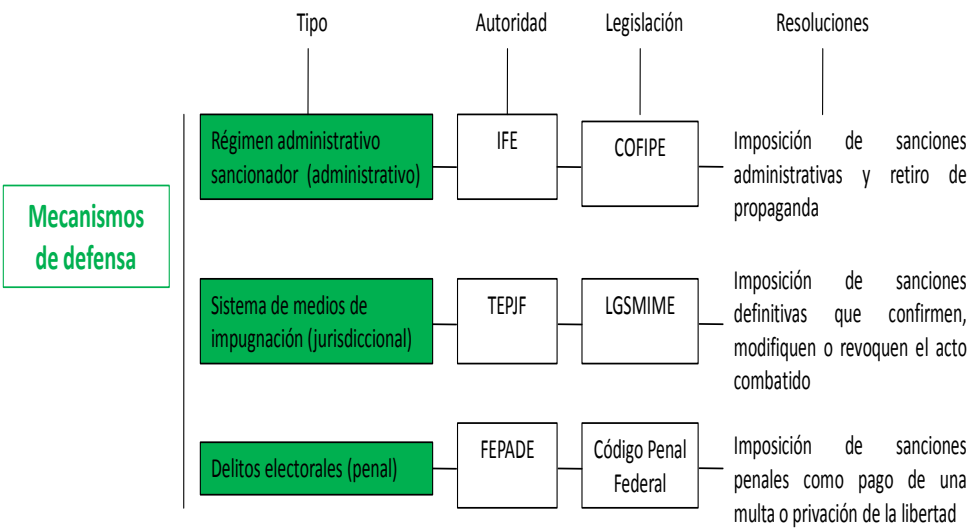 Tipo
Autoridad
Legislación
Resoluciones
Mecanismos
de defensa
Régimen administrativo
sancionador (administrativo)
IFE
COFIPE
Imposición de sanciones
administrativas y retiro de
propaganda
Sistema de medios de
impugnación (jurisdiccional)
TEPJF
LGSMIME
Imposición de sanciones
definitivas que confirmen,
modifiquen o revoquen el acto
combatido
Delitos electorales (penal)
FEPADE
Código Penal
Federal
Imposición de sanciones
penales como pago de una
multa o privación de la libertad